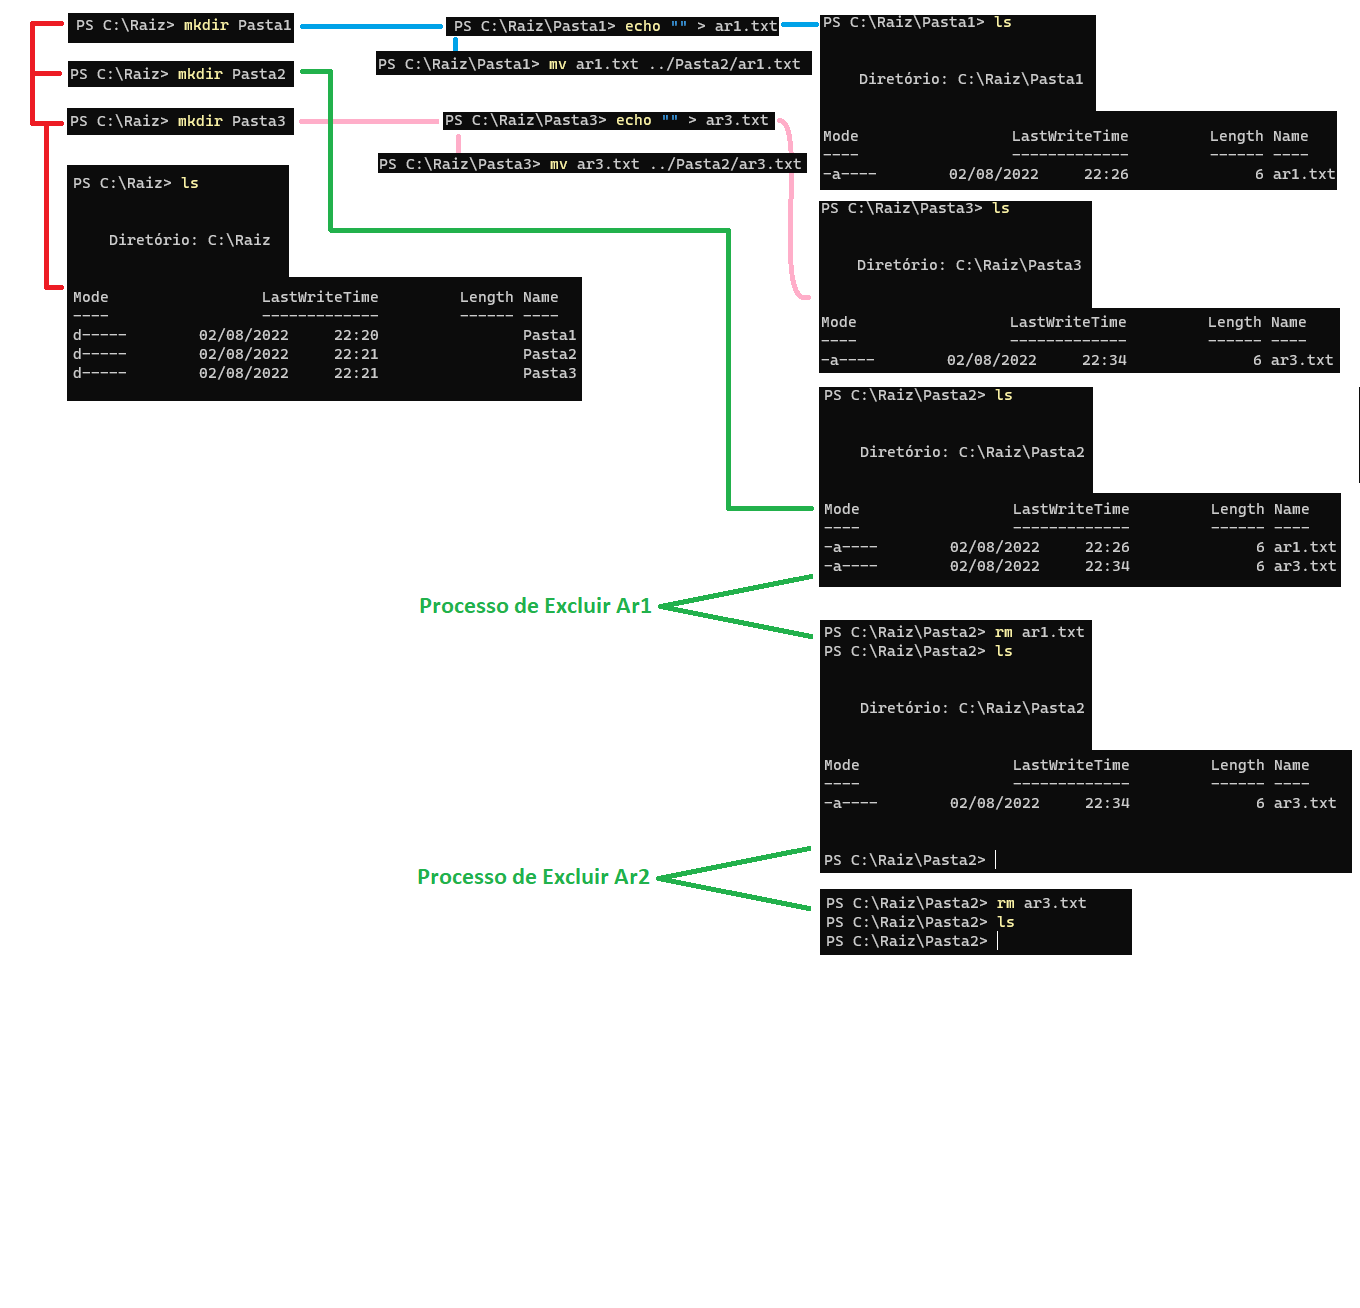 PS C:\Raiz> mkdir Pasta1
PS C:\Raiz> mkdir Pasta2
PS C:\Raiz> mkdir Pasta3
PS C:\Raiz> ls
Diretório: C:\Raiz
Mode LastWriteTime Length Name
---- ------------- ------ ----
d----- 02/08/2022 22:20 Pasta1
d----- 02/08/2022 22:21 Pasta2
d----- 02/08/2022 22:21 Pasta3
PS C:\Raiz\Pasta1> echo "" > ar1.txt
PS C:\Raiz\Pasta1> mv ar1.txt ../Pasta2/ar1.txt
PS C:\Raiz\Pasta3> echo "" > ar3.txt
PS C:\Raiz\Pasta3> mv ar3.txt ../Pasta2/ar3.txt
PS C:\Raiz\Pasta1> ls
Diretório: C:\Raiz\Pasta1
Mode LastWriteTime Length Name
---- ------------- ------ ----
-a---- 02/08/2022 22:26 6 ar1.txt
PS C:\Raiz\Pasta3> ls
Diretório: C:\Raiz\Pasta3
Mode LastWriteTime Length Name
---- ------------- ------ ----
-a---- 02/08/2022 22:34 6 ar3.txt
PS C:\Raiz\Pasta2> ls
Diretório: C:\Raiz\Pasta2
Mode LastWriteTime Length Name
---- ------------- ------ ----
-a---- 02/08/2022 22:26 6 ar1.txt
-a---- 02/08/2022 22:34 6 ar3.txt
Processo de Excluir Ar1
PS C:\Raiz\Pasta2> rm ar1.txt
PS C:\Raiz\Pasta2> ls
Diretório: C:\Raiz\Pasta2
Mode LastWriteTime Length Name
---- ------------- ------ ----
-a---- 02/08/2022 22:34 6 ar3.txt
PS C:\Raiz\Pasta2>
Processo de Excluir Ar2
PS C:\Raiz\Pasta2> rm ar3.txt
PS C:\Raiz\Pasta2> ls
PS C:\Raiz\Pasta2>